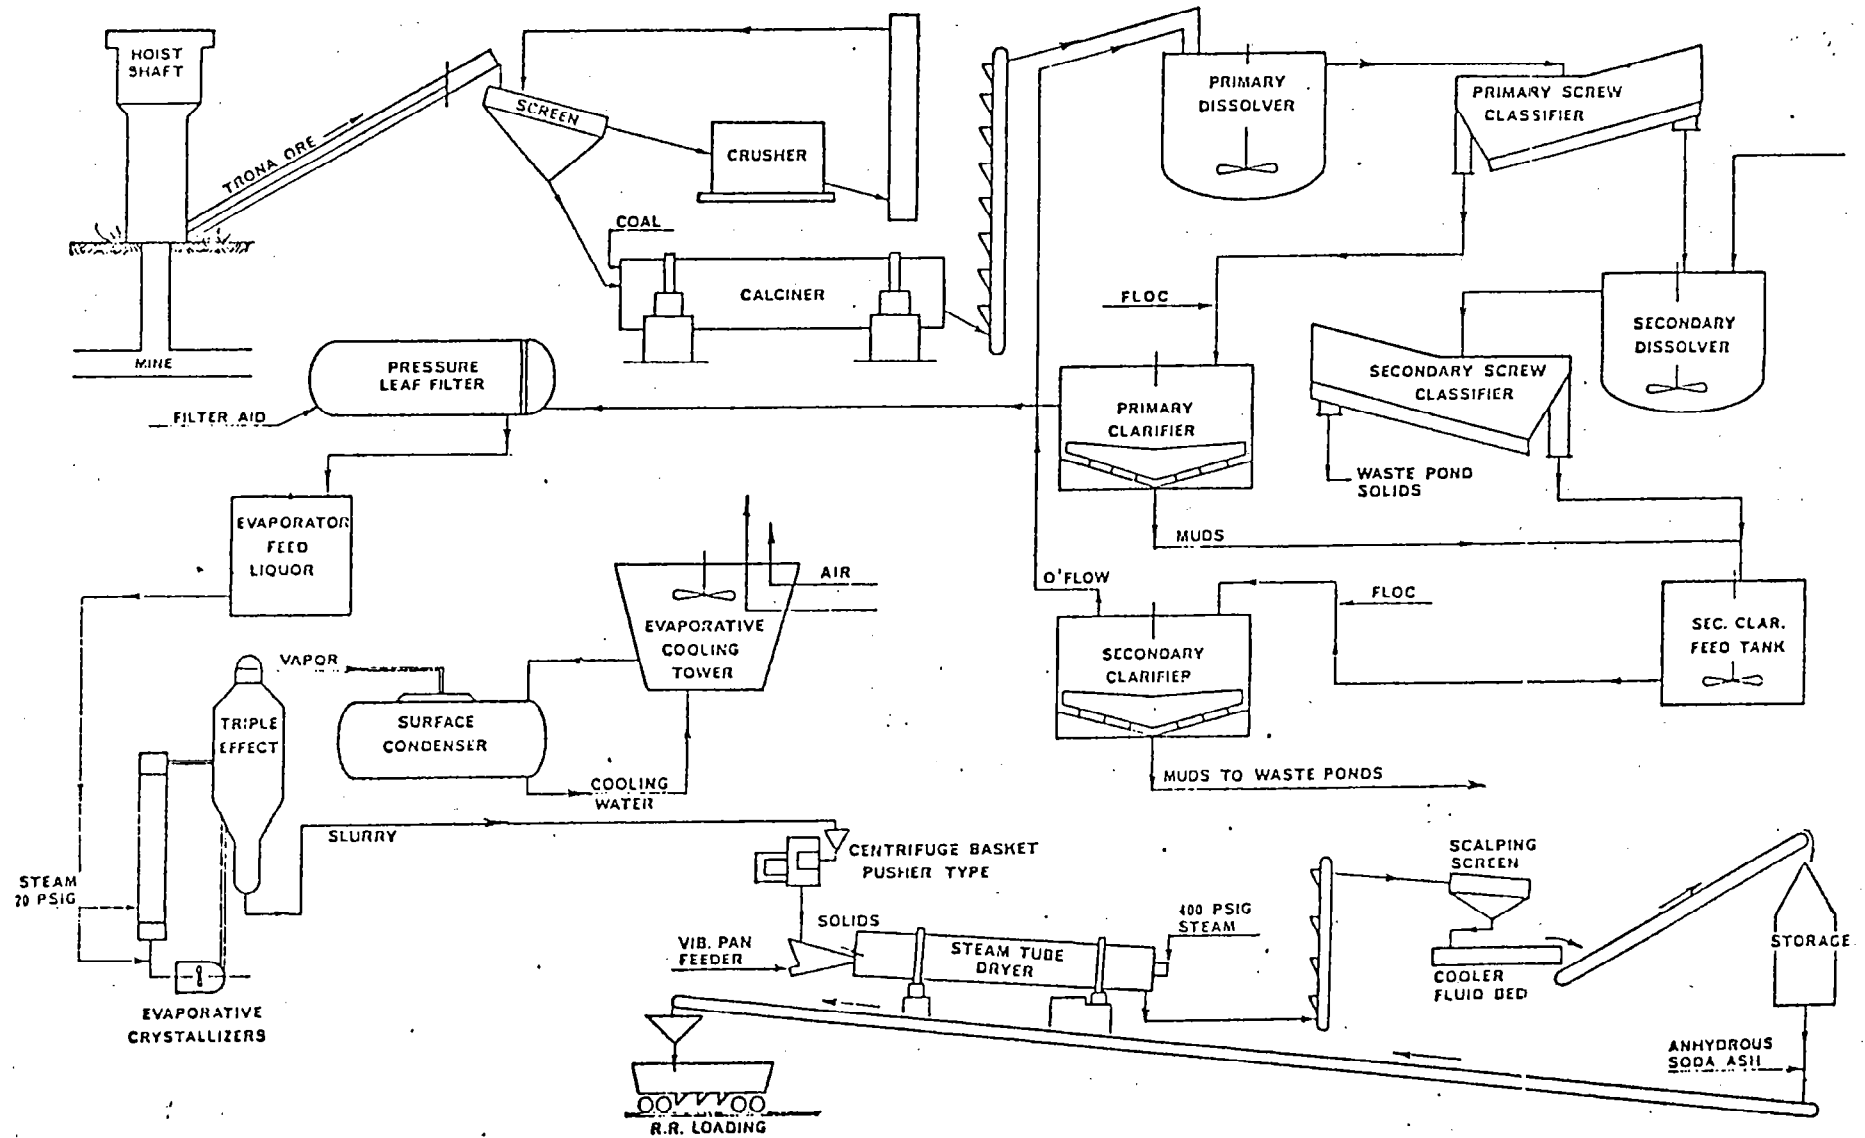 HOIST
SHAFT
TRONA ORE
SCREEN
CRUSHER
COAL
CALCINER
MINE
PRIMARY
DISSOLVER
PRIMARY SCREW
CLASSIFIER
FLOC
SECONDARY
DISSOLVER
SECONDARY SCREW
CLASSIFIER
PRESSURE
LEAF FILTER
FILTER AID
PRIMARY
CLARIFIER
WASTE POND
SOLIDS
MUDS
EVAPORATOR
FEED
LIQUOR
AIR
O'FLOW
FLOC
EVAPORATIVE
COOLING
TOWER
SECONDARY
CLARIFIER
SEC. CLAR.
FEED TANK
VAPOR
TRIPLE
EFFECT
SURFACE
CONDENSER
COOLING
WATER
MUDS TO WASTE PONDS
SLURRY
CENTRIFUGE BASKET
PUSHER TYPE
SCALPING
SCREEN
STEAM
20 PSIG
SOLIDS
400 PSIG
STEAM
VIB. PAN
FEEDER
STEAM TUBE
DRYER
STORAGE
COOLER
FLUID BED
EVAPORATIVE
CRYSTALLIZERS
ANHYDROUS
SODA ASH
R.R. LOADING